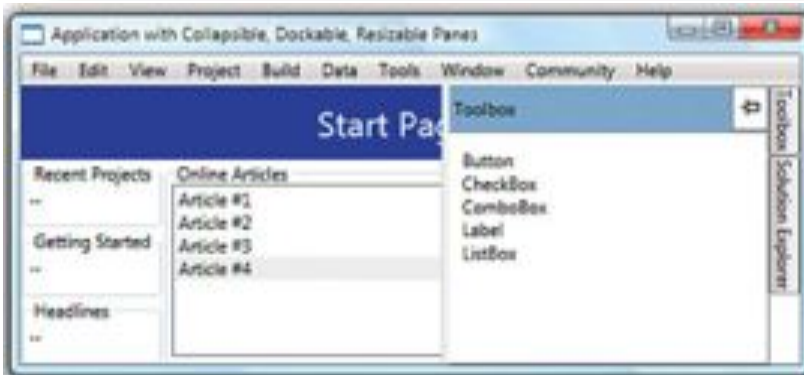 Application with Collapsible, Dockable, Resizable Panes
File Edit View Project Build Data Tools Window Community Help
Start Pag
Toolbox
Recent Projects
--
Getting Started
--
Headlines
--
Online Articles
Article #1
Article #2
Article #3
Article #4
Button
CheckBox
ComboBox
Label
ListBox
Toolbox
Solution Explorer